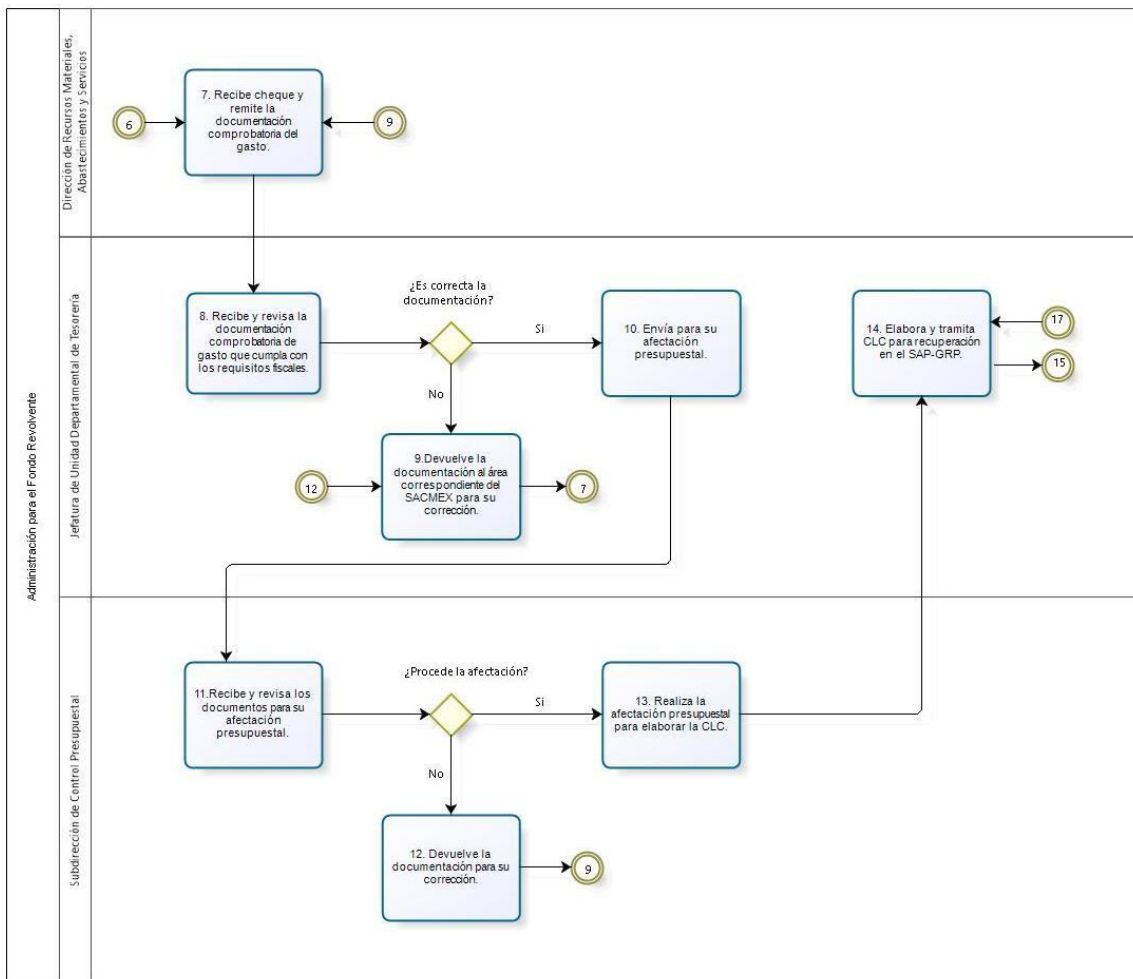 Administración para el Fondo Revolvente
Dirección de Recursos Materiales,
Abastecimientos y Servicios
6
7. Recibe cheque y
remite la
documentación
comprobatoria del
gasto.
9
Jefatura de Unidad Departamental de Tesorería
8. Recibe y revisa la
documentación
comprobatoria de
gasto que cumpla con
los requisitos fiscales.
¿Es correcta la
documentación?
Si
No
10. Envía para su
afectación
presupuestal.
14. Elabora y tramita
CLC para recuperación
en el SAP-GRP.
17
15
12
9.Devuelve la
documentación al área
correspondiente del
SACMEX para su
corrección.
7
Subdirección de Control Presupuestal
11.Recibe y revisa los
documentos para su
afectación
presupuestal.
¿Procede la afectación?
Si
No
13. Realiza la
afectación presupuestal
para elaborar la CLC.
12. Devuelve la
documentación para su
corrección.
9